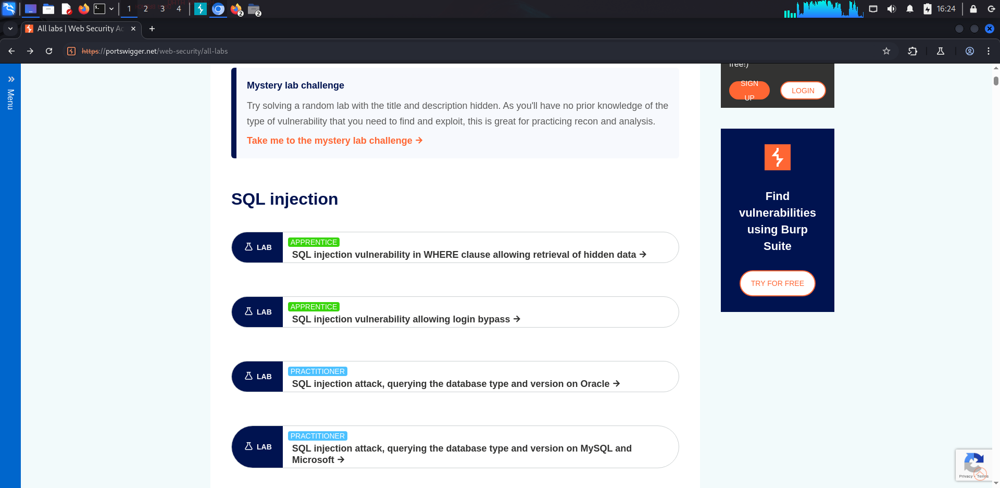 1 2 3 4
2
2
16:24
All labs | Web Security Ac
https://portswigger.net/web-security/all-labs
Menu
Mystery lab challenge
Try solving a random lab with the title and description hidden. As you'll have no prior knowledge of the
type of vulnerability that you need to find and exploit, this is great for practicing recon and analysis.
Take me to the mystery lab challenge →
SQL injection
LAB
APPRENTICE
SQL injection vulnerability in WHERE clause allowing retrieval of hidden data →
LAB
APPRENTICE
SQL injection vulnerability allowing login bypass →
LAB
PRACTITIONER
SQL injection attack, querying the database type and version on Oracle →
LAB
PRACTITIONER
SQL injection attack, querying the database type and version on MySQL and
Microsoft →
free!)
SIGN
UP
LOGIN
Find
vulnerabilities
using Burp
Suite
TRY FOR FREE
Privacy - Terms